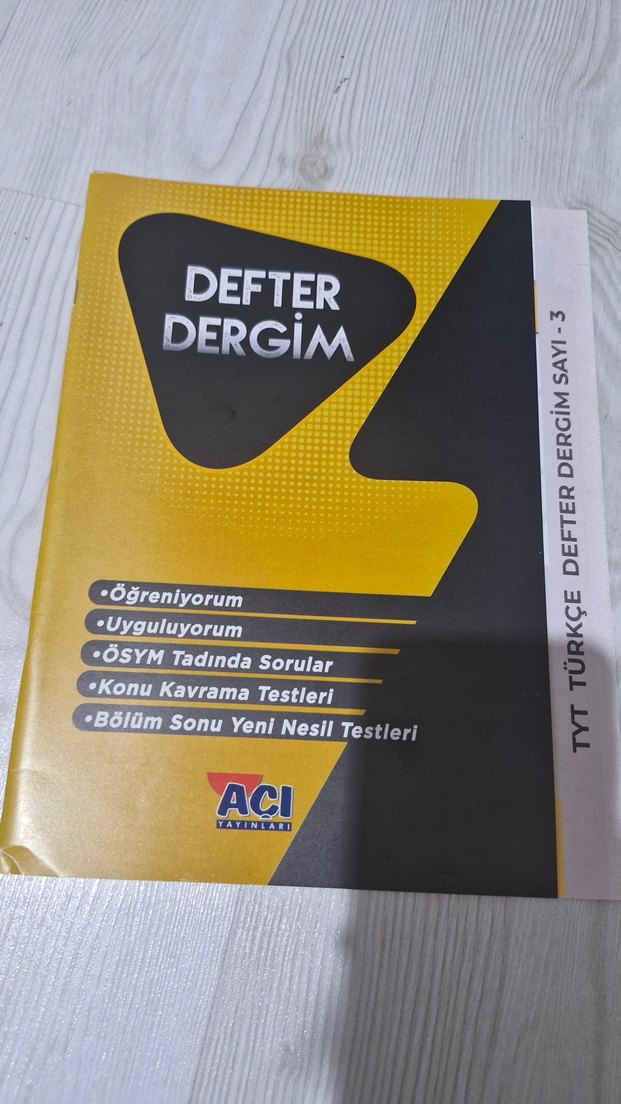 DEFTER
DERGİM
•Öğreniyorum
•Uyguluyorum
•ÖSYM Tadında Sorular
•Konu Kavrama Testleri
•Bölüm Sonu Yeni Nesil Testleri
AÇI
YAYINLARI
TYT TÜRKÇE DEFTER DERGİM SAYI - 3